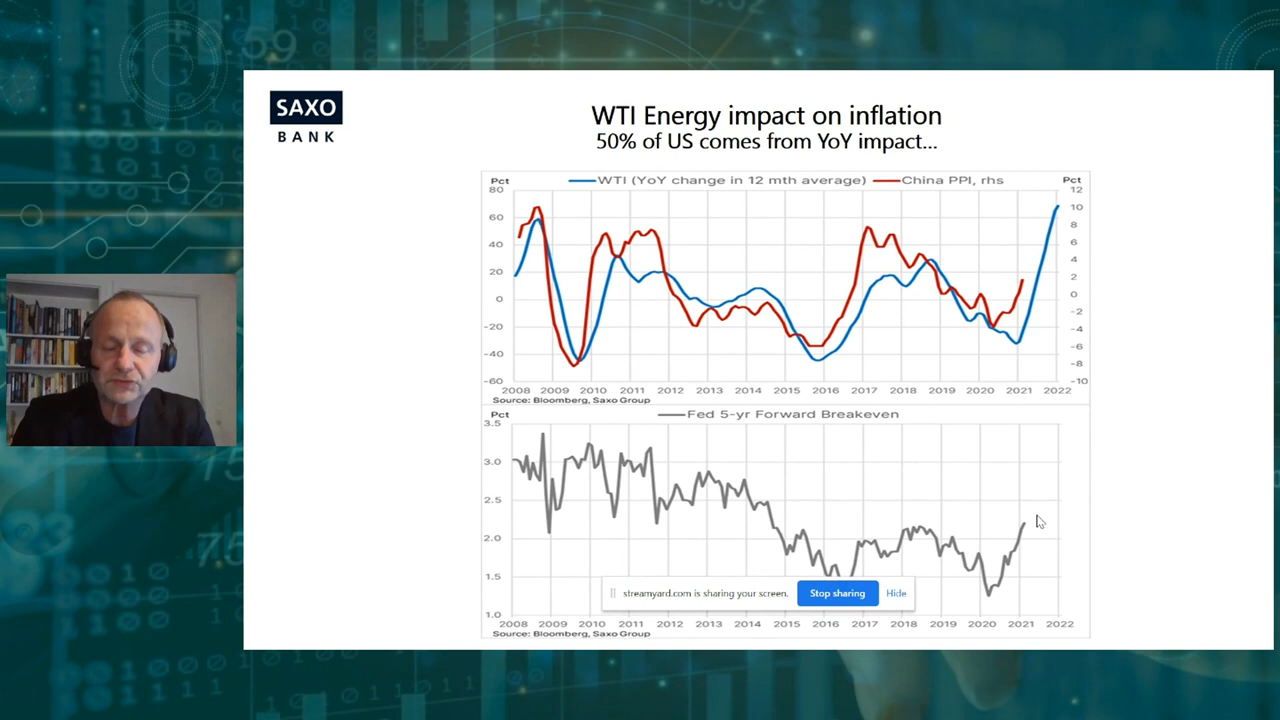 +0.59
SAXO
BANK
WTI Energy impact on inflation
50% of US comes from YoY impact...
Pct
WTI (YoY change in 12 mth average)
China PPI, rhs
Pct
80
60
40
20
0
-20
-40
-60
12
10
8
6
4
2
0
-2
-4
-6
-8
-10
2008 2009 2010 2011 2012 2013 2014 2015 2016 2017 2018 2019 2020 2021 2022
Source: Bloomberg, Saxo Group
Pct
Fed 5-yr Forward Breakeven
3.5
3.0
2.5
2.0
1.5
1.0
streamyard.com is sharing your screen.
Stop sharing
Hide
2008 2009 2010 2011 2012 2013 2014 2015 2016 2017 2018 2019 2020 2021 2022
Source: Bloomberg, Saxo Group